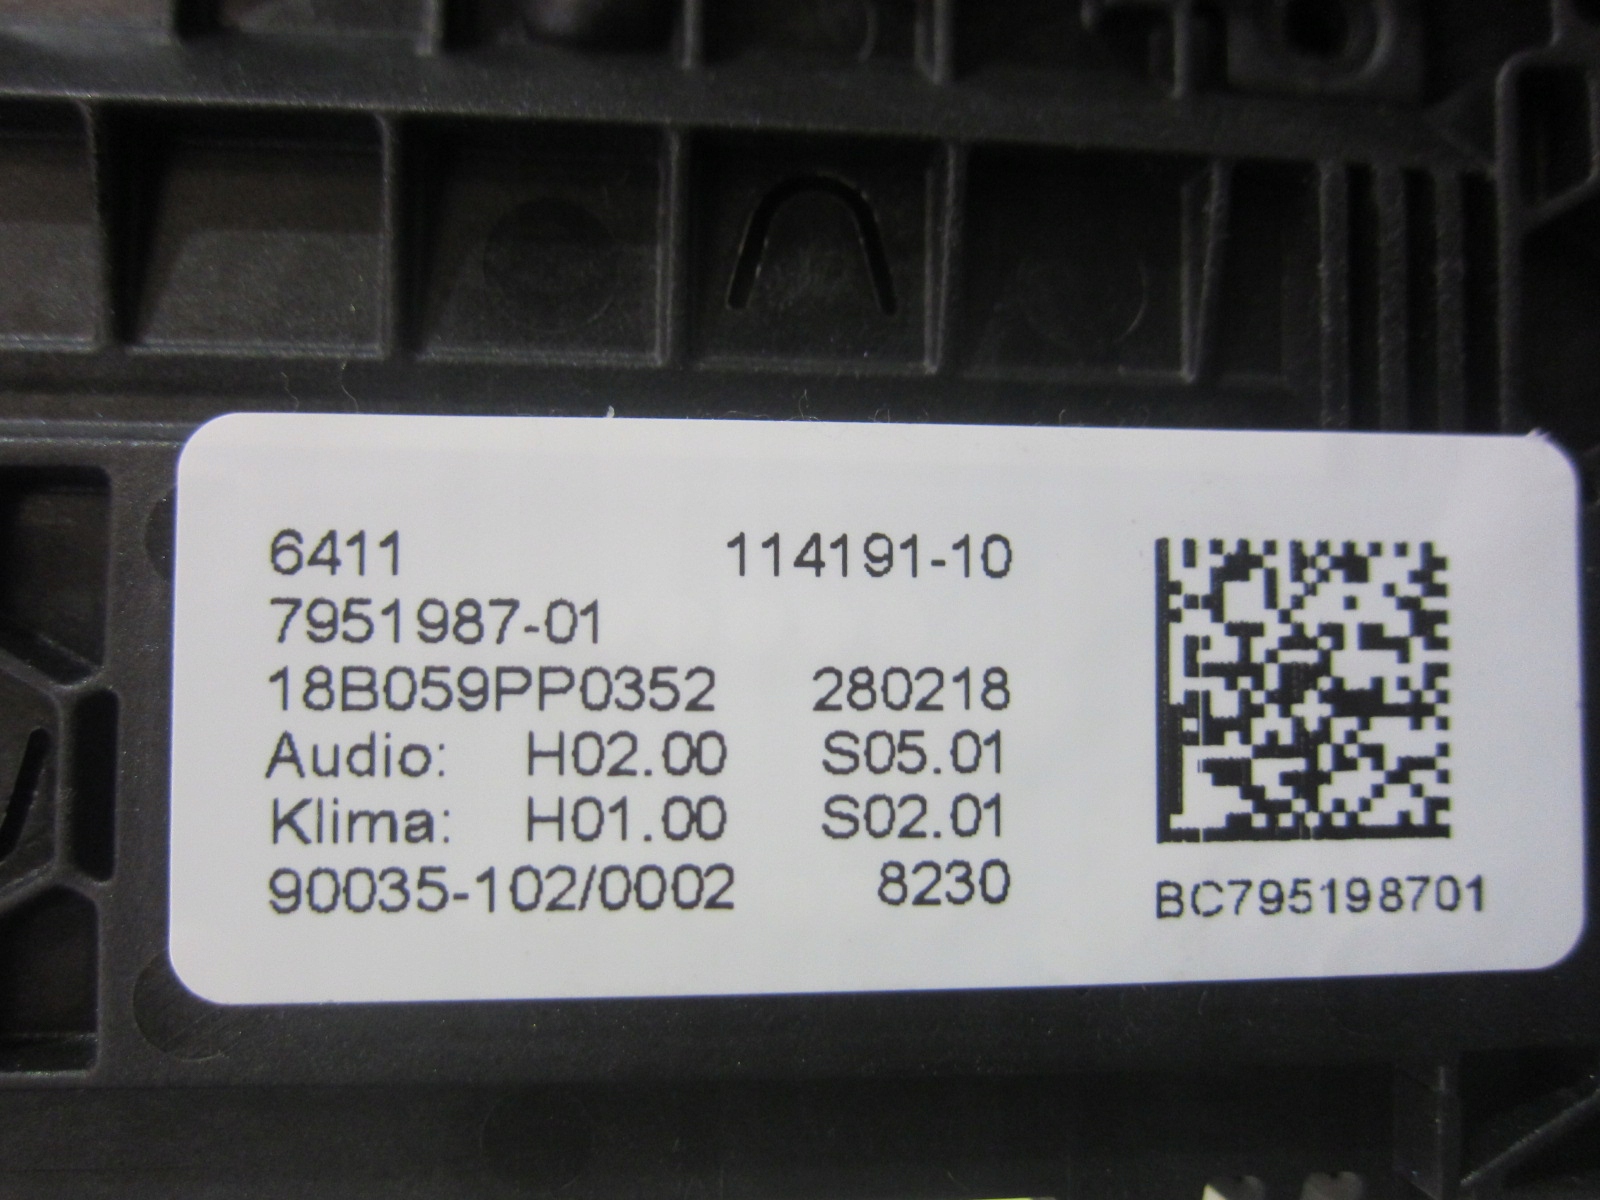 6411 114191-10
7951987-01
18B059PP0352 280218
Audio: H02.00 S05.01
Klima: H01.00 S02.01
90035-102/0002 8230
BC795198701